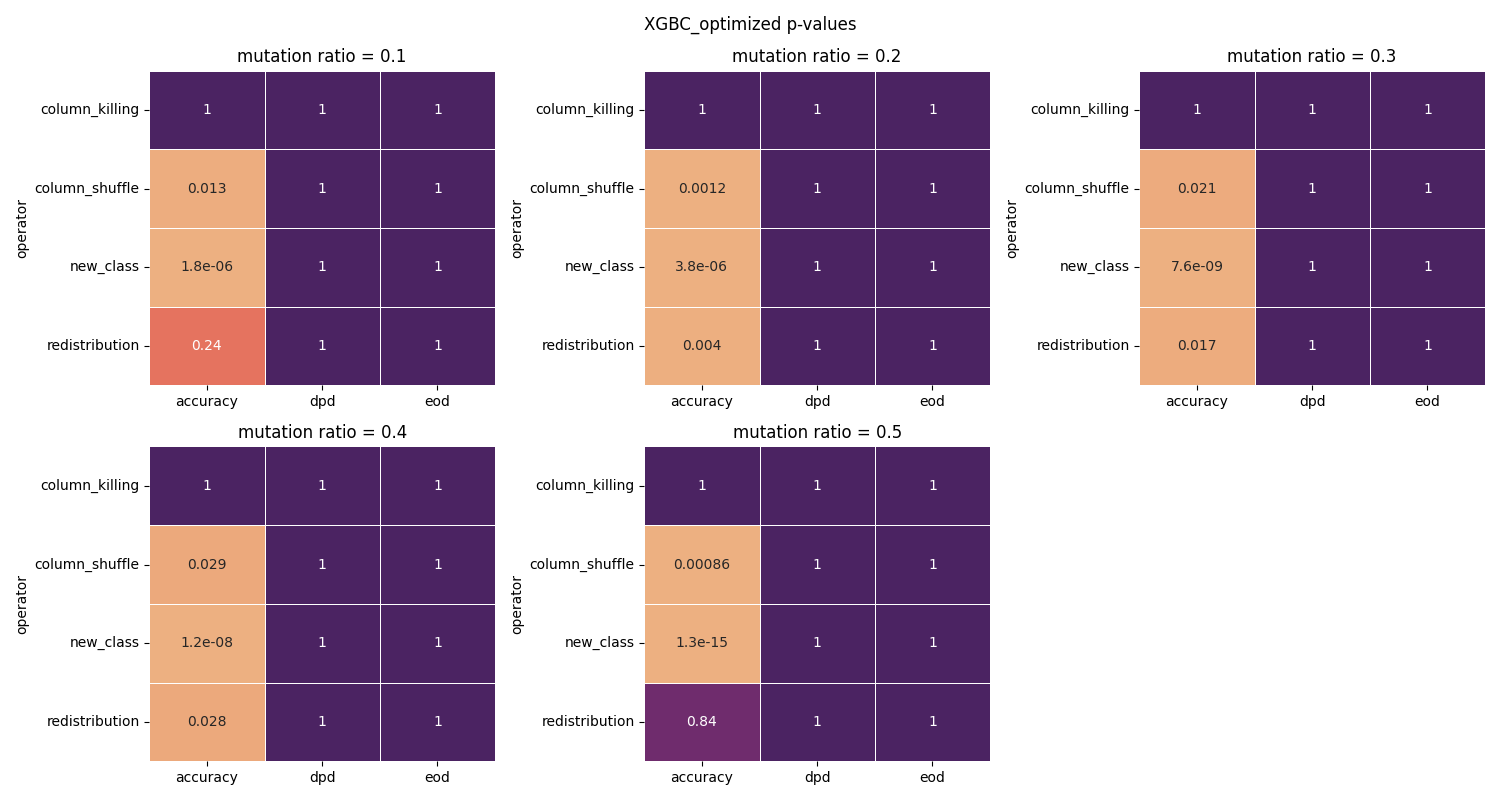 XGBC_optimized p-values
mutation ratio = 0.1
column_killing 1 1 1
column_shuffle 0.013 1 1
new_class 1.8e-06 1 1
redistribution 0.24 1 1
operator
accuracy dpd eod
mutation ratio = 0.2
column_killing 1 1 1
column_shuffle 0.0012 1 1
new_class 3.8e-06 1 1
redistribution 0.004 1 1
operator
accuracy dpd eod
mutation ratio = 0.3
column_killing 1 1 1
column_shuffle 0.021 1 1
new_class 7.6e-09 1 1
redistribution 0.017 1 1
operator
accuracy dpd eod
mutation ratio = 0.4
column_killing 1 1 1
column_shuffle 0.029 1 1
new_class 1.2e-08 1 1
redistribution 0.028 1 1
operator
accuracy dpd eod
mutation ratio = 0.5
column_killing 1 1 1
column_shuffle 0.00086 1 1
new_class 1.3e-15 1 1
redistribution 0.84 1 1
operator
accuracy dpd eod